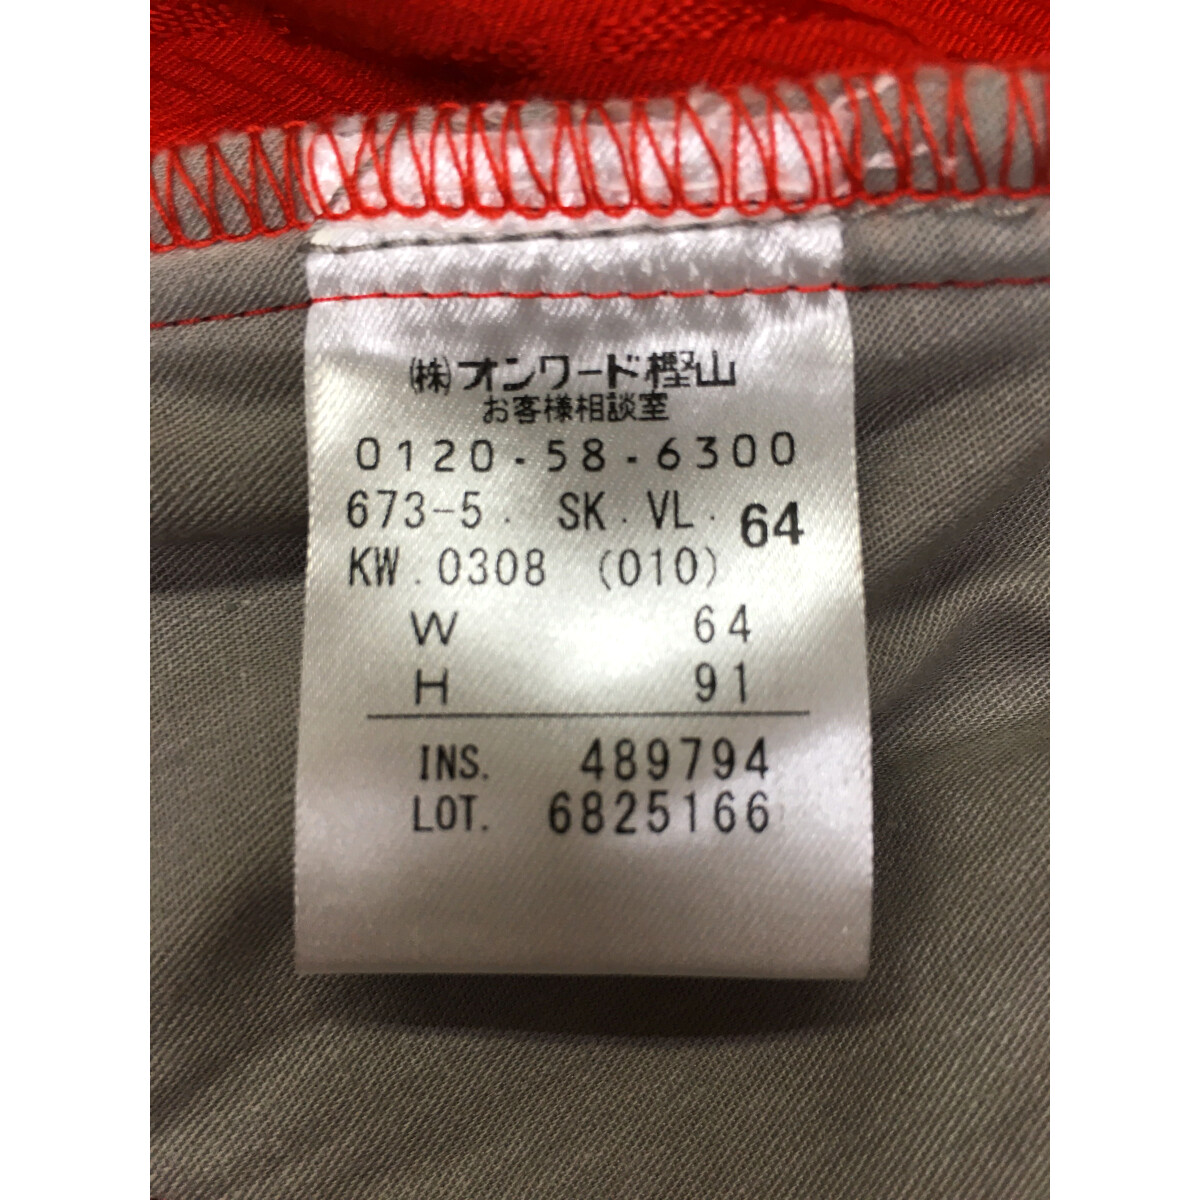 (株)オンワード樫山
お客様相談室
0120-58-6300
673-5. SK. VL. 64
KW. 0308 (010)
W 64
H 91
INS. 489794
LOT. 6825166